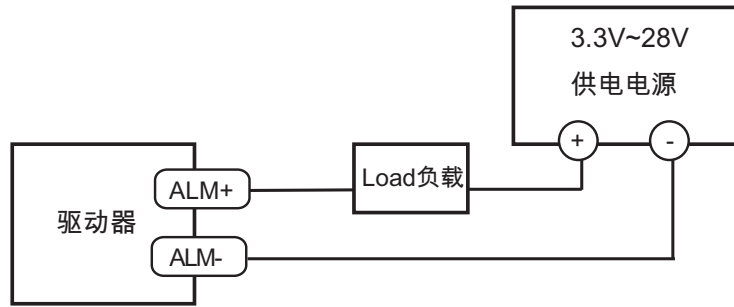 3.3V~28V
供电电源
+ -
ALM+
Load负载
驱动器
ALM-